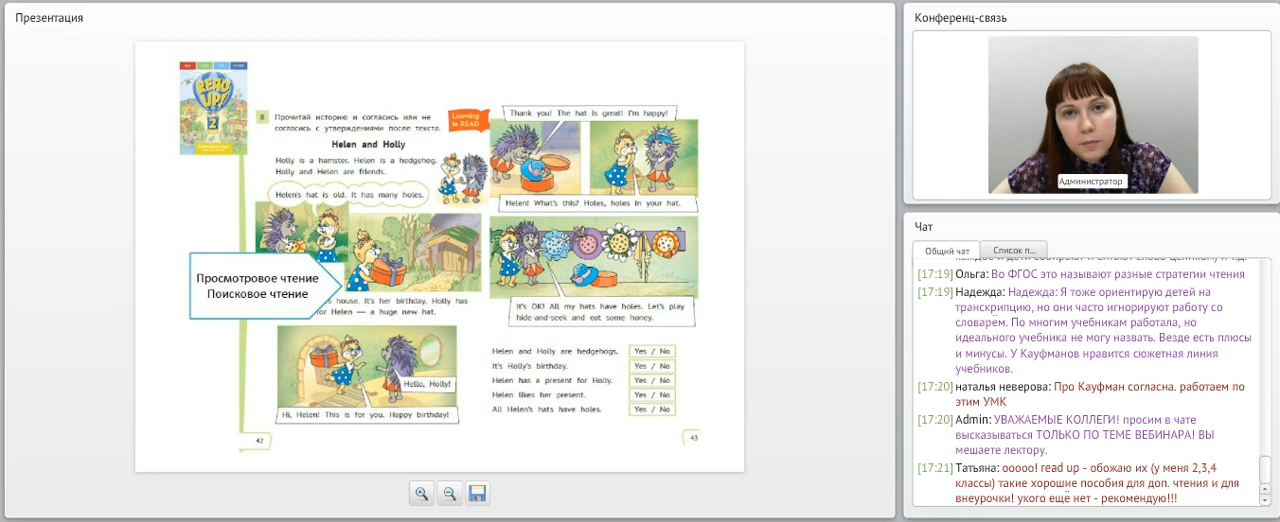 Презентация
READ UP!
2
8 Прочитай историю и согласись или не
согласись с утверждениями после текста.
Learning
to READ
Helen and Holly
Holly is a hamster. Helen is a hedgehog.
Holly and Helen are friends.
Helen's hat is old. It has many holes.
Просмотровое чтение
Поисковое чтение
house. It's her birthday. Holly has
for Helen — a huge new hat.
Hello, Holly!
Hi, Helen! This is for you. Happy birthday!
42
Thank you! The hat is great! I'm happy!
Helen! What's this? Holes, holes in your hat.
It's OK! All my hats have holes. Let's play
hide-and-seek and eat some honey.
Helen and Holly are hedgehogs. Yes / No
It's Holly's birthday. Yes / No
Helen has a present for Holly. Yes / No
Helen likes her present. Yes / No
All Helen's hats have holes. Yes / No
43
Конференц-связь
Администратор
Чат
Общий чат
Список п...
[17:19] Ольга: Во ФГОС это называют разные стратегии чтения
[17:19] Надежда: Надежда: Я тоже ориентирую детей на
транскрипцию, но они часто игнорируют работу со
словарём. По многим учебникам работала, но
идеального учебника не могу назвать. Везде есть плюсы
и минусы. У Кауфманов нравится сюжетная линия
учебников.
[17:20] наталья неверова: Про Кауфман согласна. работаем по
этим УМК
[17:20] Admin: УВАЖАЕМЫЕ КОЛЛЕГИ! просим в чате
высказываться ТОЛЬКО ПО ТЕМЕ ВЕБИНАРА! ВЫ
мешаете лектору.
[17:21] Татьяна: ооооо! read up - обожаю их (у меня 2,3,4
классы) такие хорошие пособия для доп. чтения и для
внеурочки! укого ещё нет - рекомендую!!!